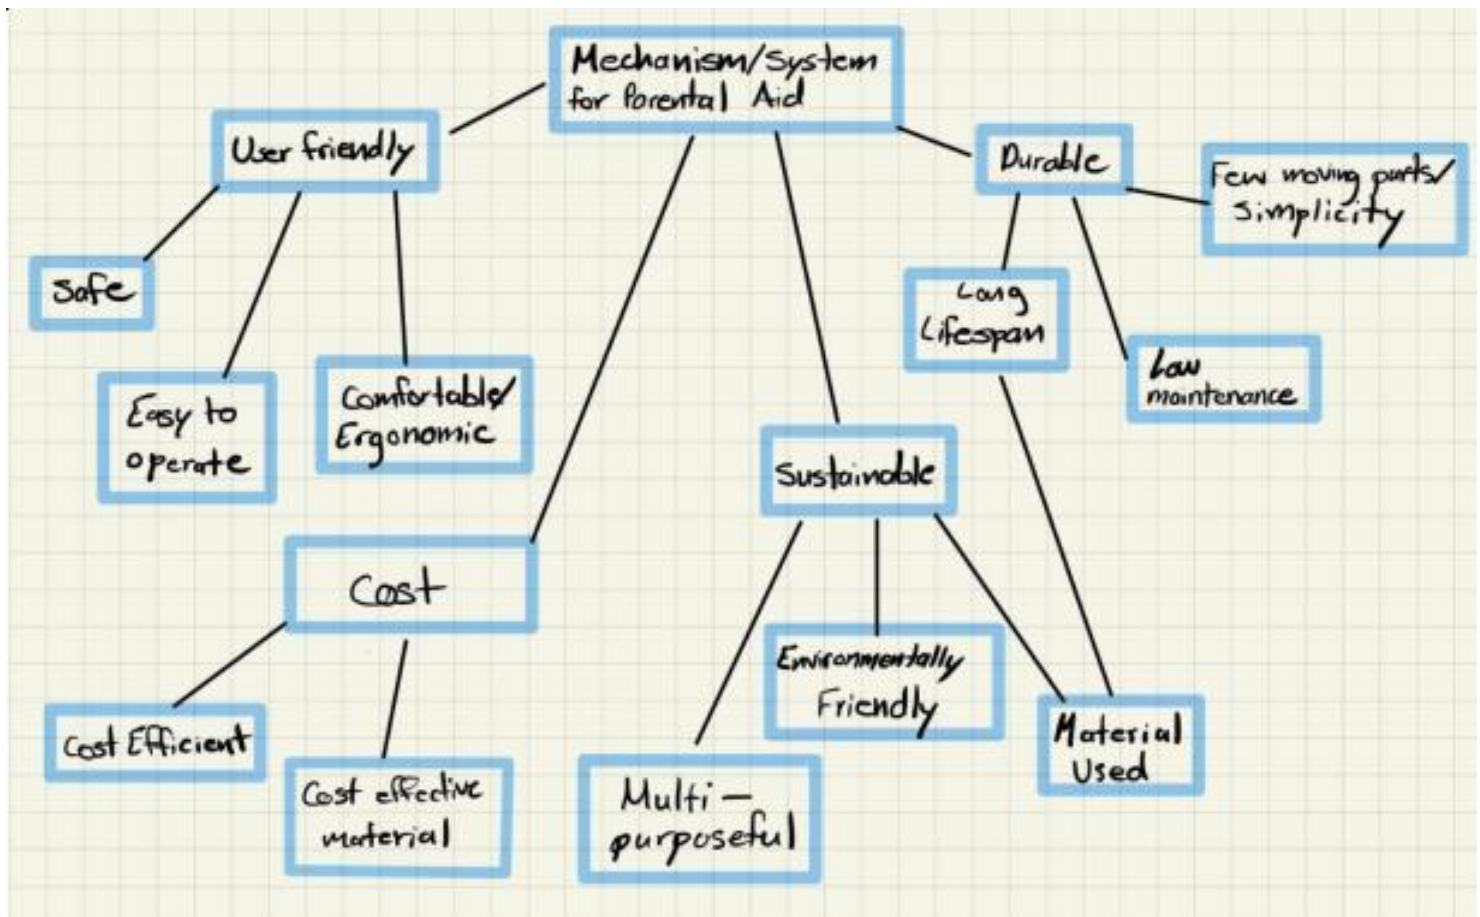 Mechanism/System
for Parental Aid
User friendly
Durable
Few moving parts/
Simplicity
Safe
Long
Lifespan
Low
maintenance
Easy to
operate
Comfortable/
Ergonomic
Sustainable
Cost
Environmentally
Friendly
Material
Used
Cost Efficient
Cost effective
material
Multi-
purposeful